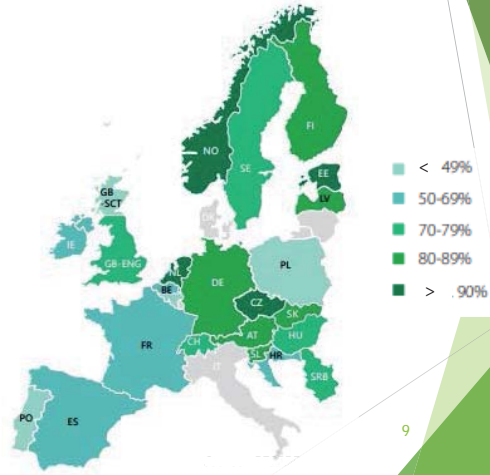 NO
SE
FI
EE
LV
GB
SCT
DK
IE
GB-ENG
NL
BE
DE
PL
CZ
SK
FR
CH
AT
HU
SL
HR
IT
SRB
PO
ES
< 49%
50-69%
70-79%
80-89%
> 90%
9